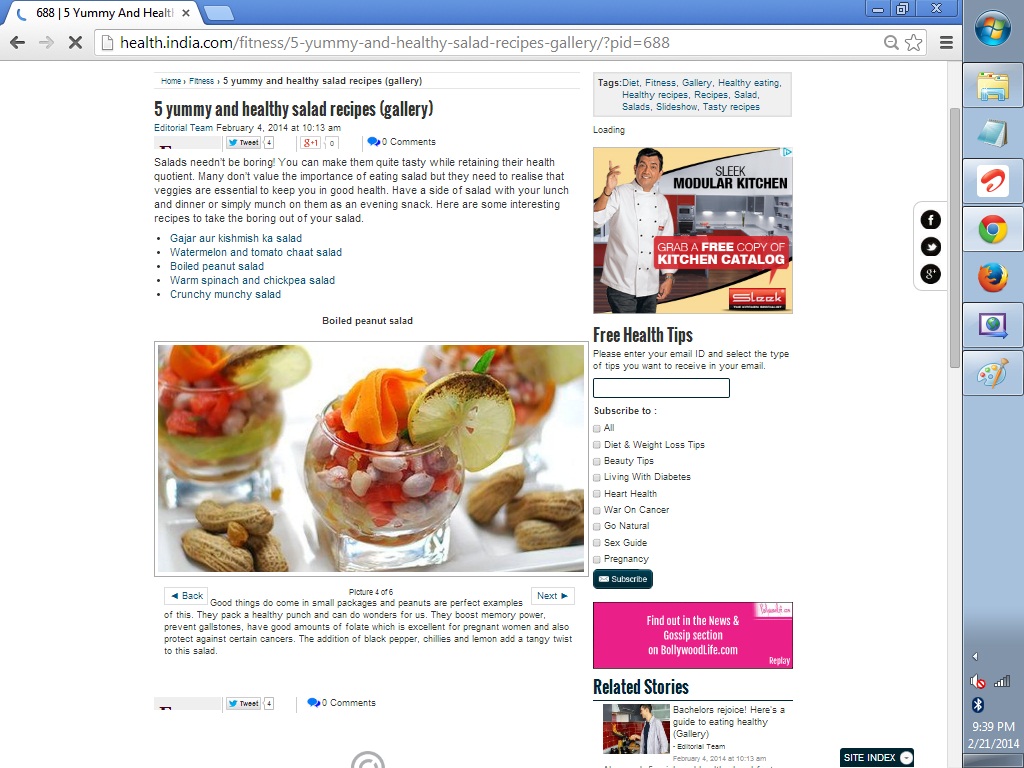 688 | 5 Yummy And Healt
health.india.com/fitness/5-yummy-and-healthy-salad-recipes-gallery/?pid=688
Home › Fitness › 5 yummy and healthy salad recipes (gallery)
5 yummy and healthy salad recipes (gallery)
Editorial Team February 4, 2014 at 10:13 am
Tweet 4 g+1 0 0 Comments
Salads needn't be boring! You can make them quite tasty while retaining their health
quotient. Many don't value the importance of eating salad but they need to realise that
veggies are essential to keep you in good health. Have a side of salad with your lunch
and dinner or simply munch on them as an evening snack. Here are some interesting
recipes to take the boring out of your salad.
• Gajar aur kishmish ka salad
• Watermelon and tomato chaat salad
• Boiled peanut salad
• Warm spinach and chickpea salad
• Crunchy munchy salad
Boiled peanut salad
◄ Back
Picture 4 of 6
Next ►
Good things do come in small packages and peanuts are perfect examples
of this. They pack a healthy punch and can do wonders for us. They boost memory power,
prevent gallstones, have good amounts of folate which is excellent for pregnant women and also
protect against certain cancers. The addition of black pepper, chillies and lemon add a tangy twist
to this salad.
Tweet 4 0 Comments
Tags:Diet, Fitness, Gallery, Healthy eating,
Healthy recipes, Recipes, Salad,
Salads, Slideshow, Tasty recipes
Loading
SLEEK
MODULAR KITCHEN
GRAB A FREE COPY OF
KITCHEN CATALOG
Sleek
THE KITCHEN SPECIALIST
Free Health Tips
Please enter your email ID and select the type
of tips you want to receive in your email.
Subscribe to :
All
Diet & Weight Loss Tips
Beauty Tips
Living With Diabetes
Heart Health
War On Cancer
Go Natural
Sex Guide
Pregnancy
Subscribe
Find out in the News &
Gossip section
on BollywoodLife.com
Replay
Related Stories
Bachelors rejoice! Here's a
guide to eating healthy
(Gallery)
- Editorial Team
February 4, 2014 at 10:13 am
SITE INDEX
9:39 PM
2/21/2014